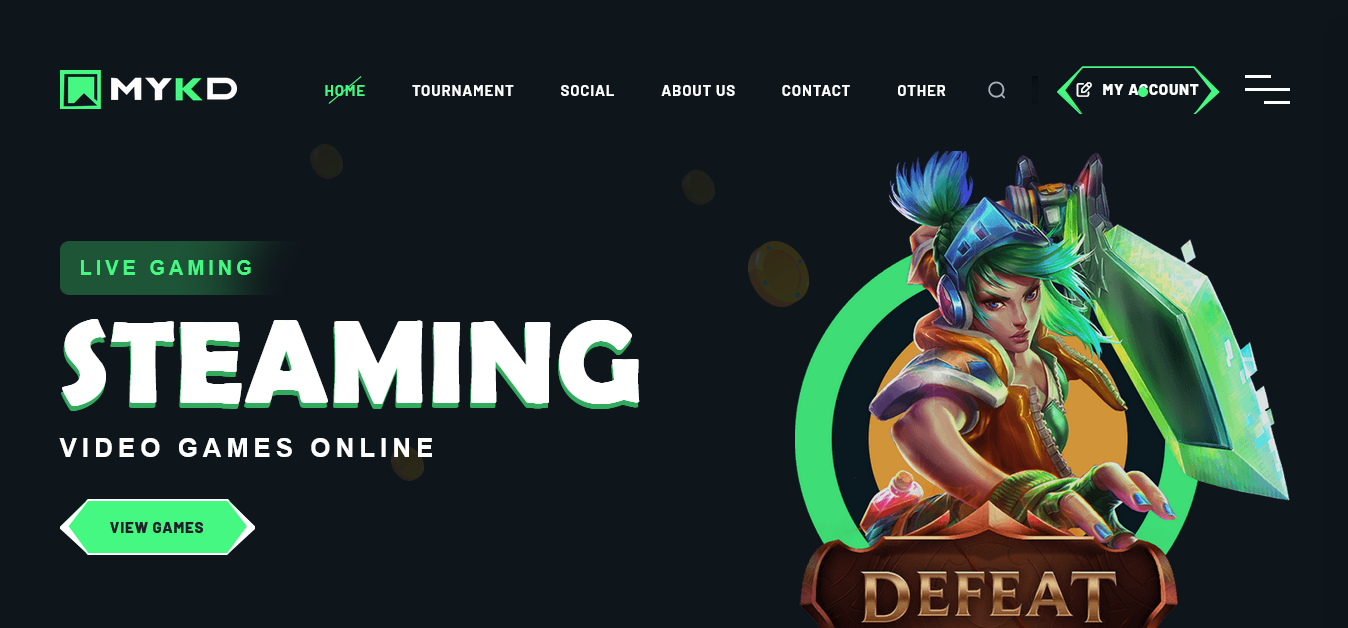 MYKD
HOME
TOURNAMENT
SOCIAL
ABOUT US
CONTACT
OTHER
MY ACCOUNT
LIVE GAMING
STEAMING
VIDEO GAMES ONLINE
VIEW GAMES
DEFEAT